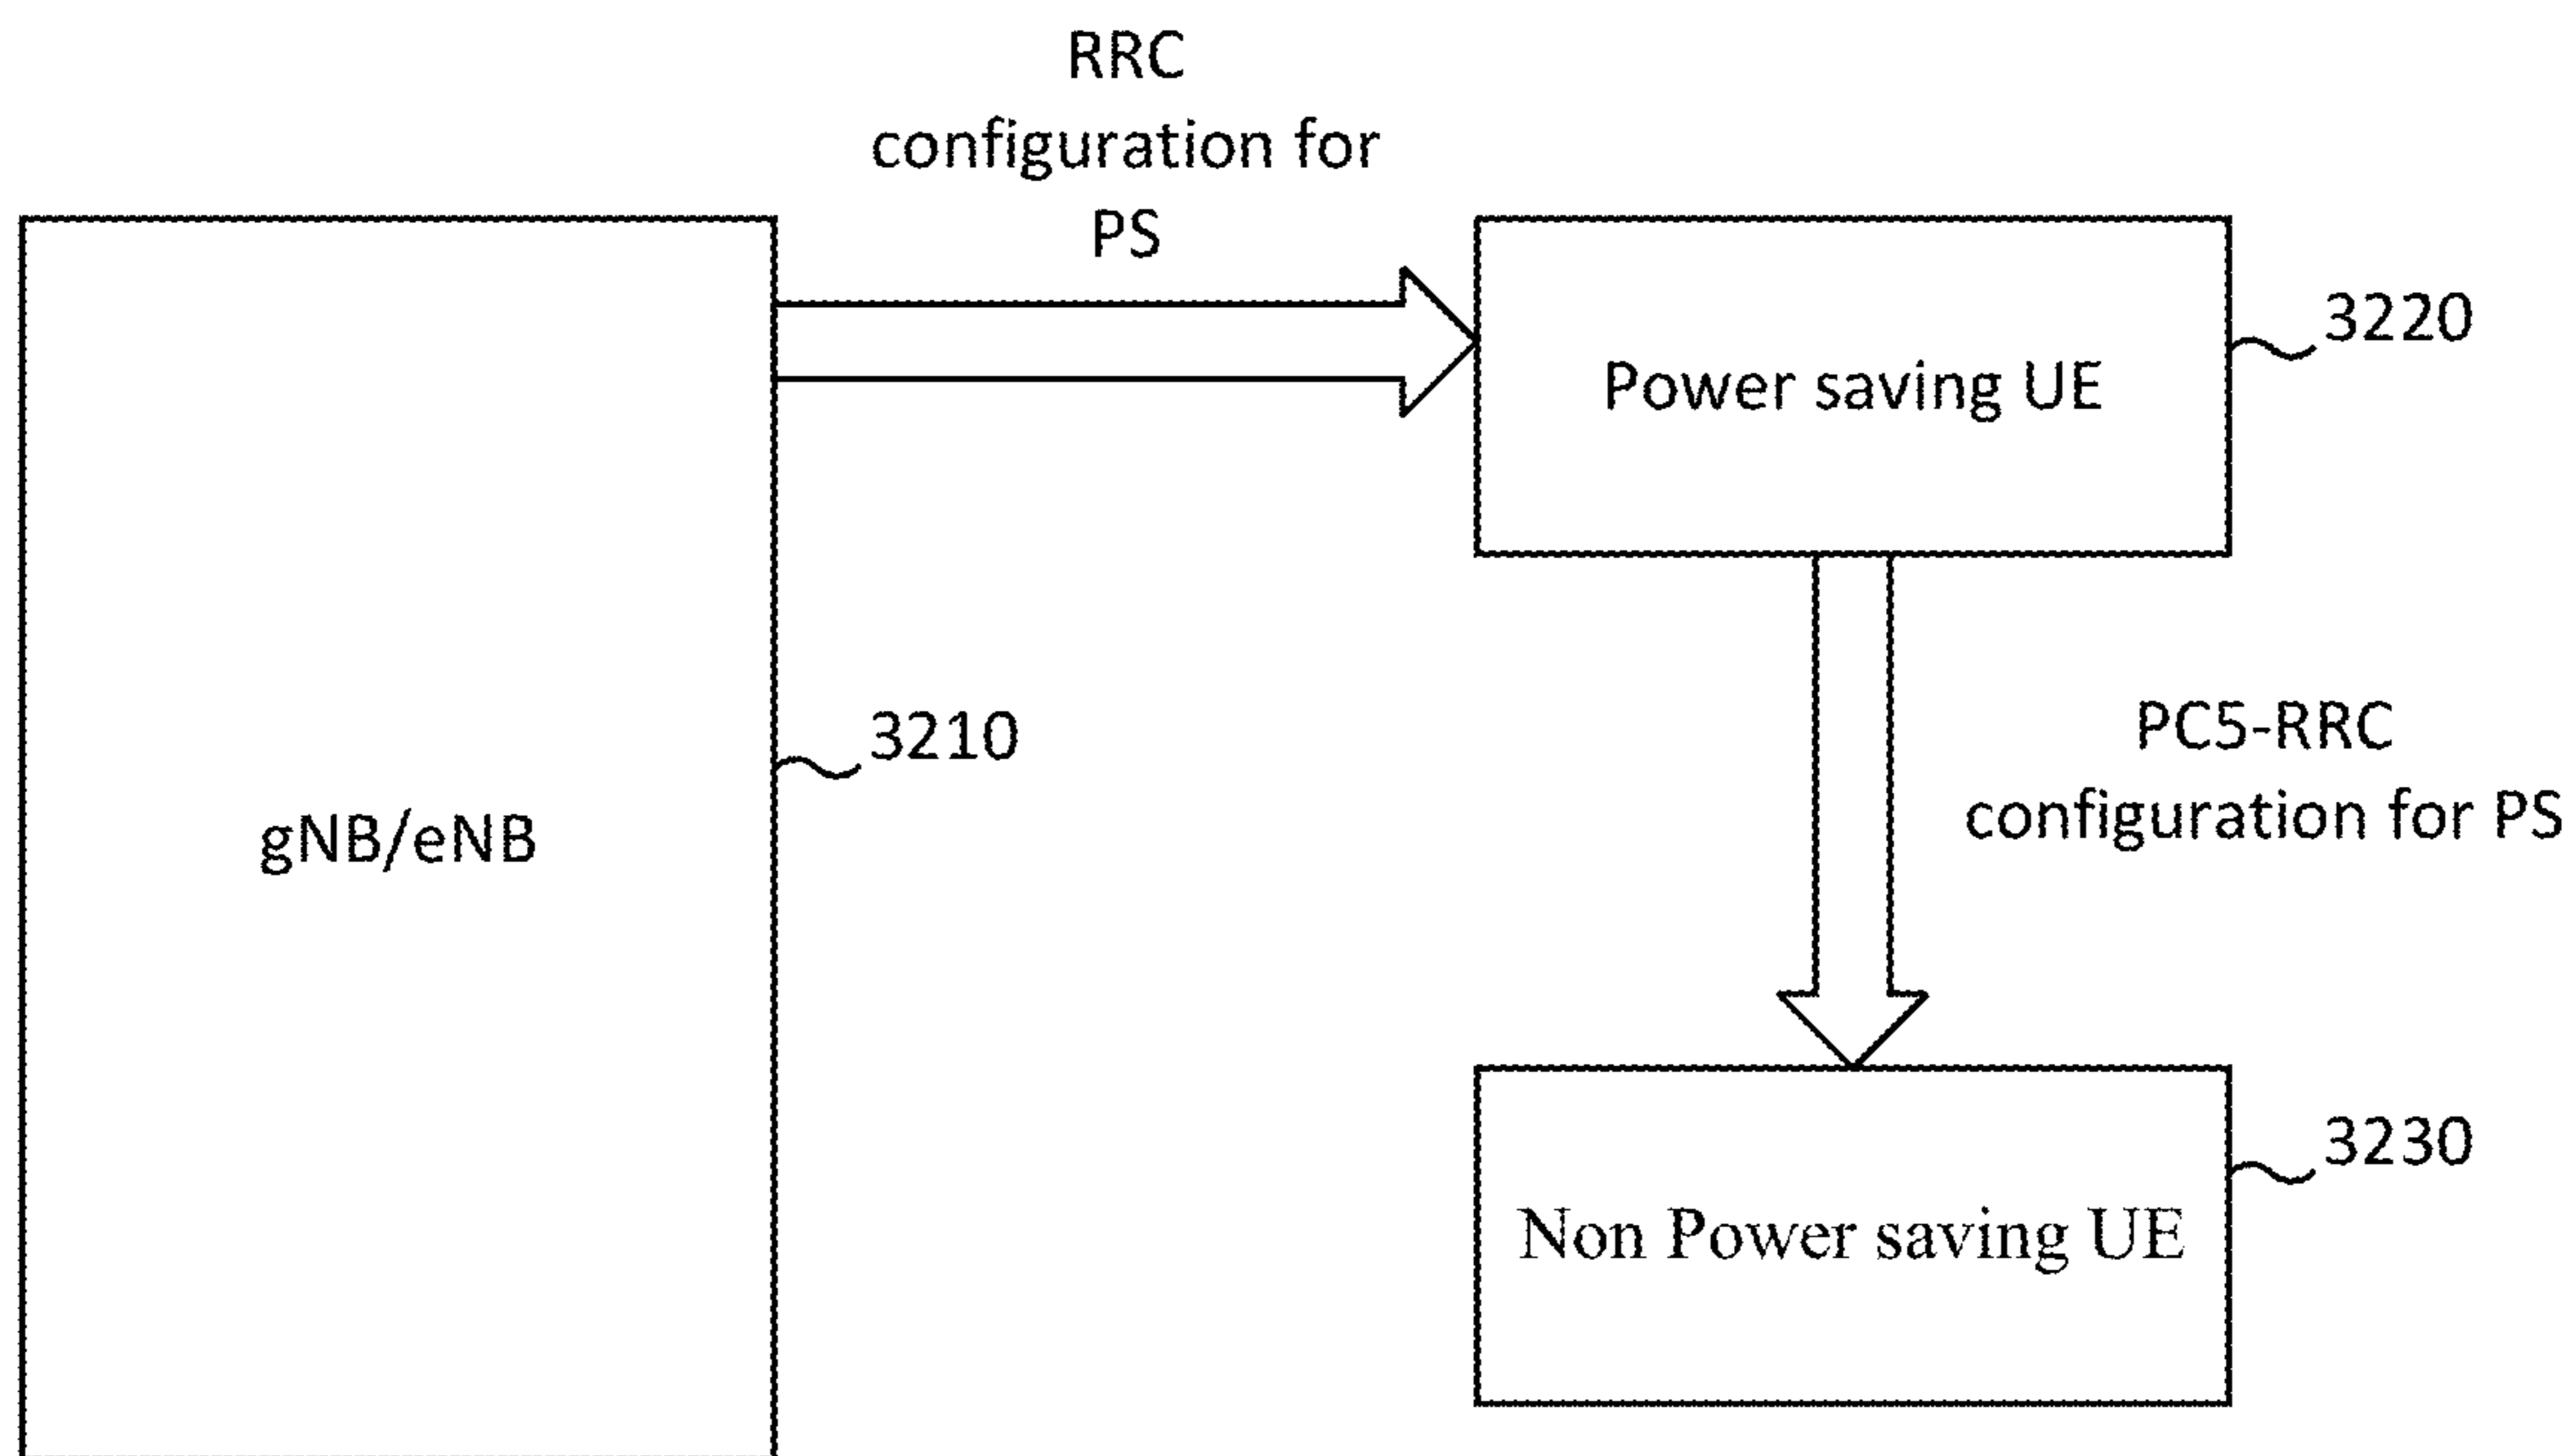 RRC
configuration for
PS
3220
Power saving UE
3210
gNB/eNB
PC5-RRC
configuration for PS
3230
Non Power saving UE